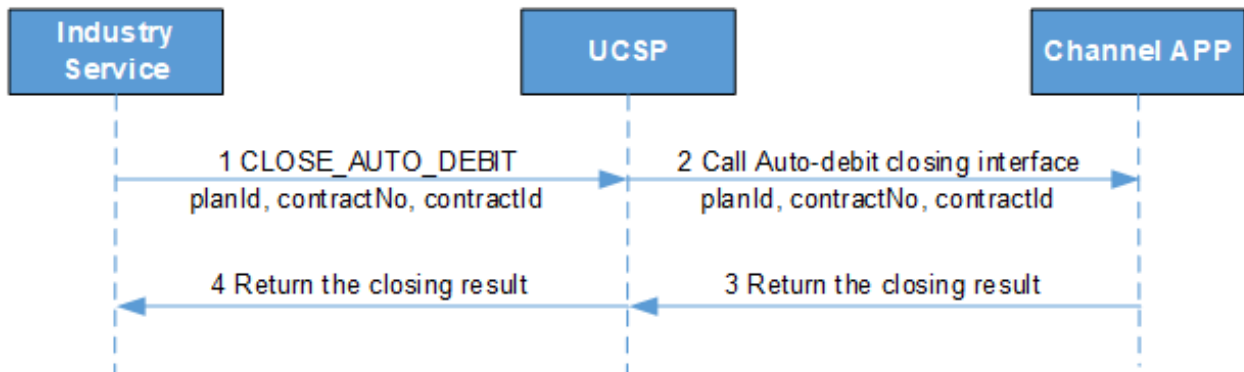 Industry
Service
UCSP
Channel APP
1 CLOSE_AUTO_DEBIT
planId, contractNo, contractId
2 Call Auto-debit closing interface
planId, contractNo, contractId
4 Return the closing result
3 Return the closing result